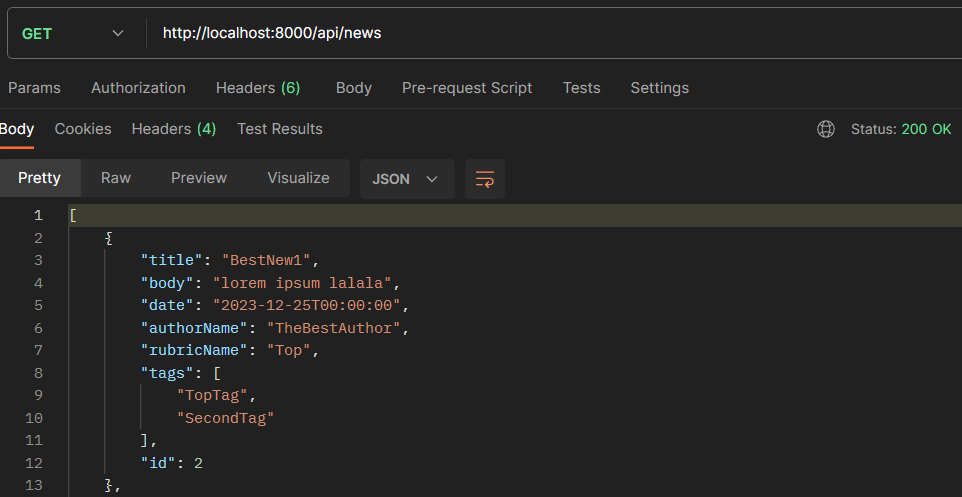 GET http://localhost:8000/api/news
Params Authorization Headers (6) Body Pre-request Script Tests Settings
Body Cookies Headers (4) Test Results Status: 200 OK
Pretty Raw Preview Visualize JSON
1 [
2 {
3 "title": "BestNew1",
4 "body": "lorem ipsum lalala",
5 "date": "2023-12-25T00:00:00",
6 "authorName": "TheBestAuthor",
7 "rubricName": "Top",
8 "tags": [
9 "TopTag",
10 "SecondTag"
11 ],
12 "id": 2
13 },